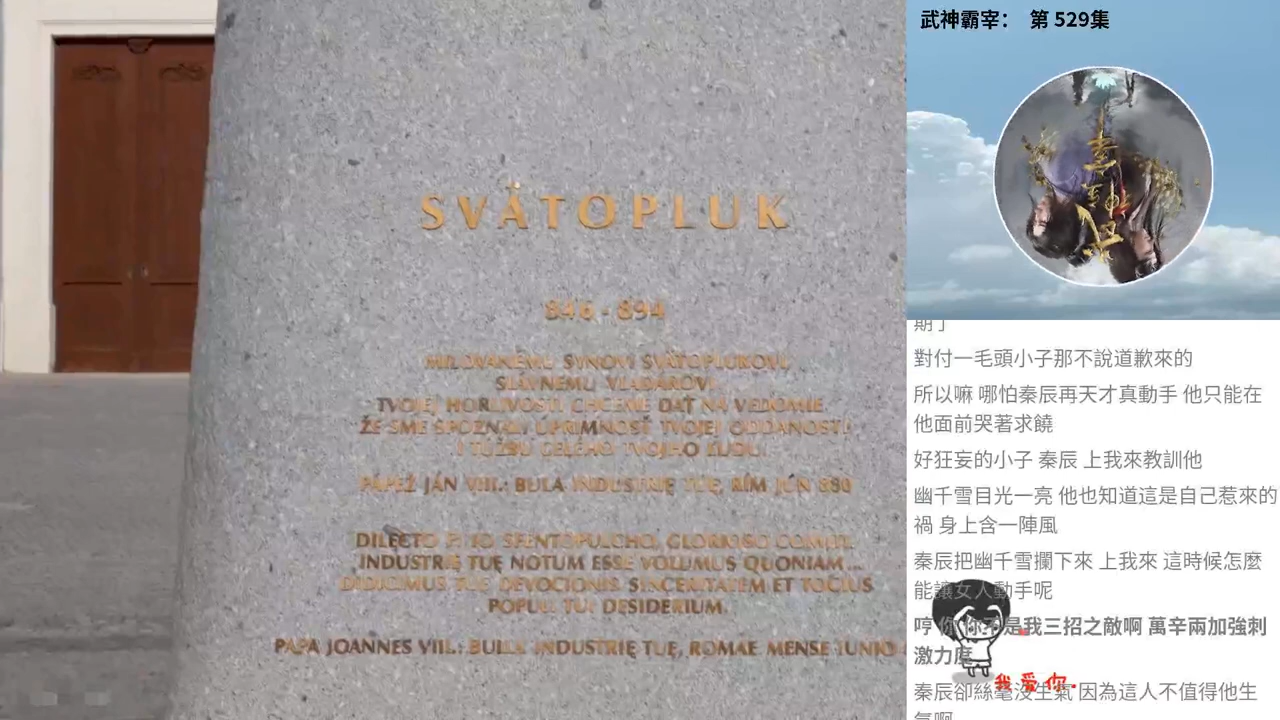 SVÄTOPLUK
846 - 894
MILOVANÉMU SYNOVI SVÄTOPLUKOVI,
SLÁVNEMU VLADÁROVI.
TVOJEJ HORLIVOSTI CHCEME DAŤ NA VEDOMIE
ŽE SME SPOZNALI ÚPRIMNOSŤ TVOJEJ ODDANOSTI
I TÚŽBU CELÉHO TVOJHO ĽUDU.
PÁPEŽ JÁN VIII.: BULA INDUSTRIĘ TUĘ, RÍM JÚN 880
DILĘCTO FILIO SFENTOPULCHO, GLORIOSO COMITI.
INDUSTRIĘ TUĘ NOTUM ESSE VOLUMUS QUONIAM...
DIDICIMUS TUĘ DEVOCIONIS SINCERITATEM ET TOCIUS
POPULI TUI DESIDERIUM.
PAPA JOANNES VIII.: BULLA INDUSTRIĘ TUĘ, ROMAE MENSE IUNIO
武神霸宰： 第 529集
期了
對付一毛頭小子那不說道歉來的
所以嘛 哪怕秦辰再天才真動手 他只能在
他面前哭著求饒
好狂妄的小子 秦辰 上我來教訓他
幽千雪目光一亮 他也知道這是自己惹來的
禍 身上含一陣風
秦辰把幽千雪攔下來 上我來 這時候怎麼
能讓女人動手呢
哼 你 你不是我三招之敵啊 萬辛兩加強刺
激力度
秦辰卻絲毫沒生氣 因為這人不值得他生
氣啊
我爱你.